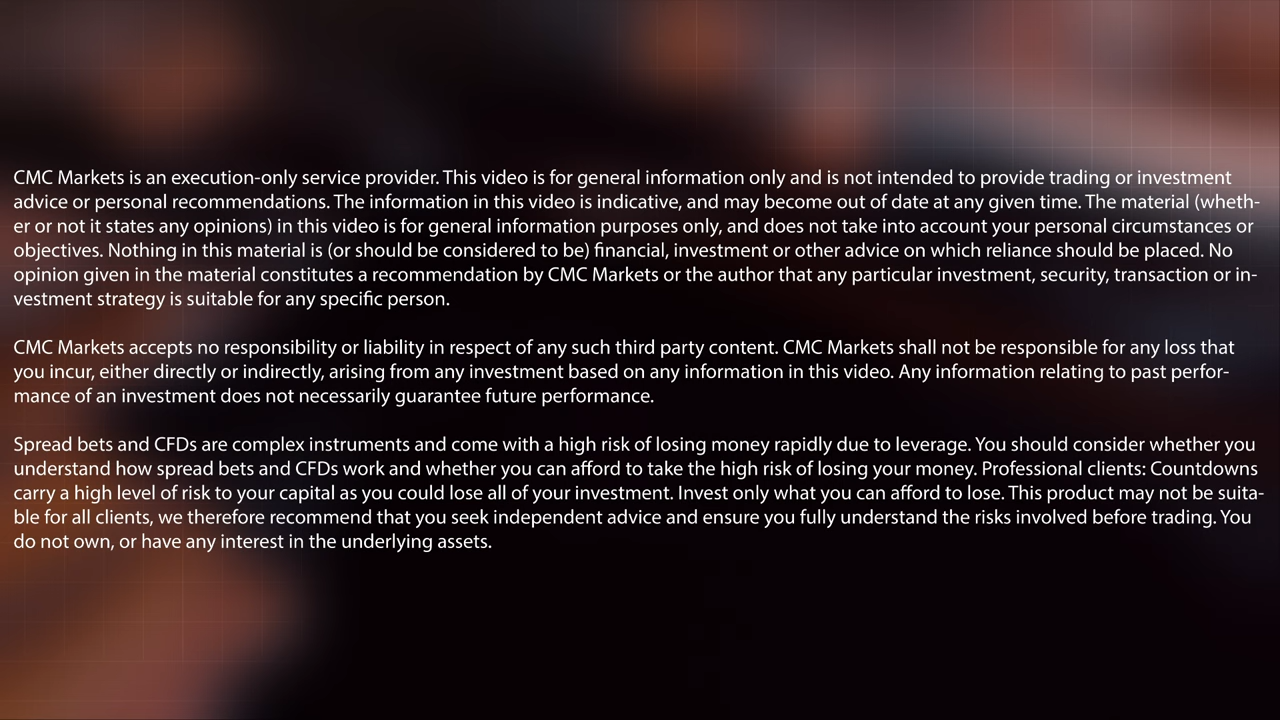 CMC Markets is an execution-only service provider. This video is for general information only and is not intended to provide trading or investment
advice or personal recommendations. The information in this video is indicative, and may become out of date at any given time. The material (wheth-
er or not it states any opinions) in this video is for general information purposes only, and does not take into account your personal circumstances or
objectives. Nothing in this material is (or should be considered to be) financial, investment or other advice on which reliance should be placed. No
opinion given in the material constitutes a recommendation by CMC Markets or the author that any particular investment, security, transaction or in-
vestment strategy is suitable for any specific person.
CMC Markets accepts no responsibility or liability in respect of any such third party content. CMC Markets shall not be responsible for any loss that
you incur, either directly or indirectly, arising from any investment based on any information in this video. Any information relating to past perfor-
mance of an investment does not necessarily guarantee future performance.
Spread bets and CFDs are complex instruments and come with a high risk of losing money rapidly due to leverage. You should consider whether you
understand how spread bets and CFDs work and whether you can afford to take the high risk of losing your money. Professional clients: Countdowns
carry a high level of risk to your capital as you could lose all of your investment. Invest only what you can afford to lose. This product may not be suita-
ble for all clients, we therefore recommend that you seek independent advice and ensure you fully understand the risks involved before trading. You
do not own, or have any interest in the underlying assets.